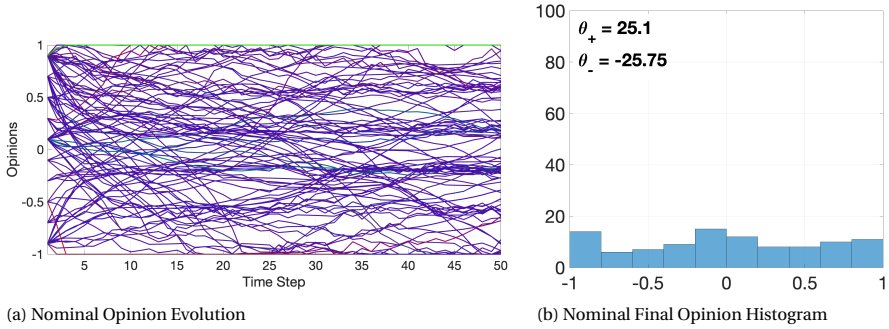 1
0.5
0
-0.5
-1
Opinions
5 10 15 20 25 30 35 40 45 50
Time Step
(a) Nominal Opinion Evolution
100
80
60
40
20
0
θ+ = 25.1
θ- = -25.75
-1 -0.5 0 0.5 1
(b) Nominal Final Opinion Histogram